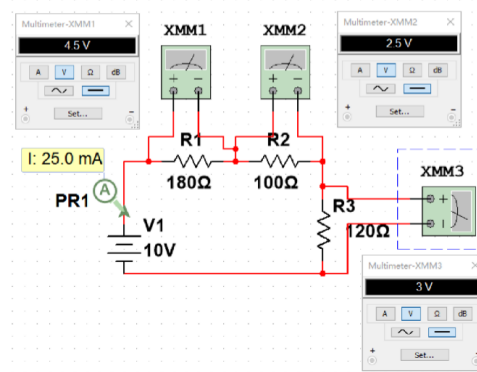 Multimeter-XMM1
4.5 V
A V Ω dB
Set...
+ -
XMM1
+ -
XMM2
+ -
Multimeter-XMM2
2.5 V
A V Ω dB
Set...
+ -
R1
180Ω
R2
100Ω
I: 25.0 mA
A
PR1
V1
10V
R3
120Ω
XMM3
Multimeter-XMM3
3 V
A V Ω dB
Set...
+